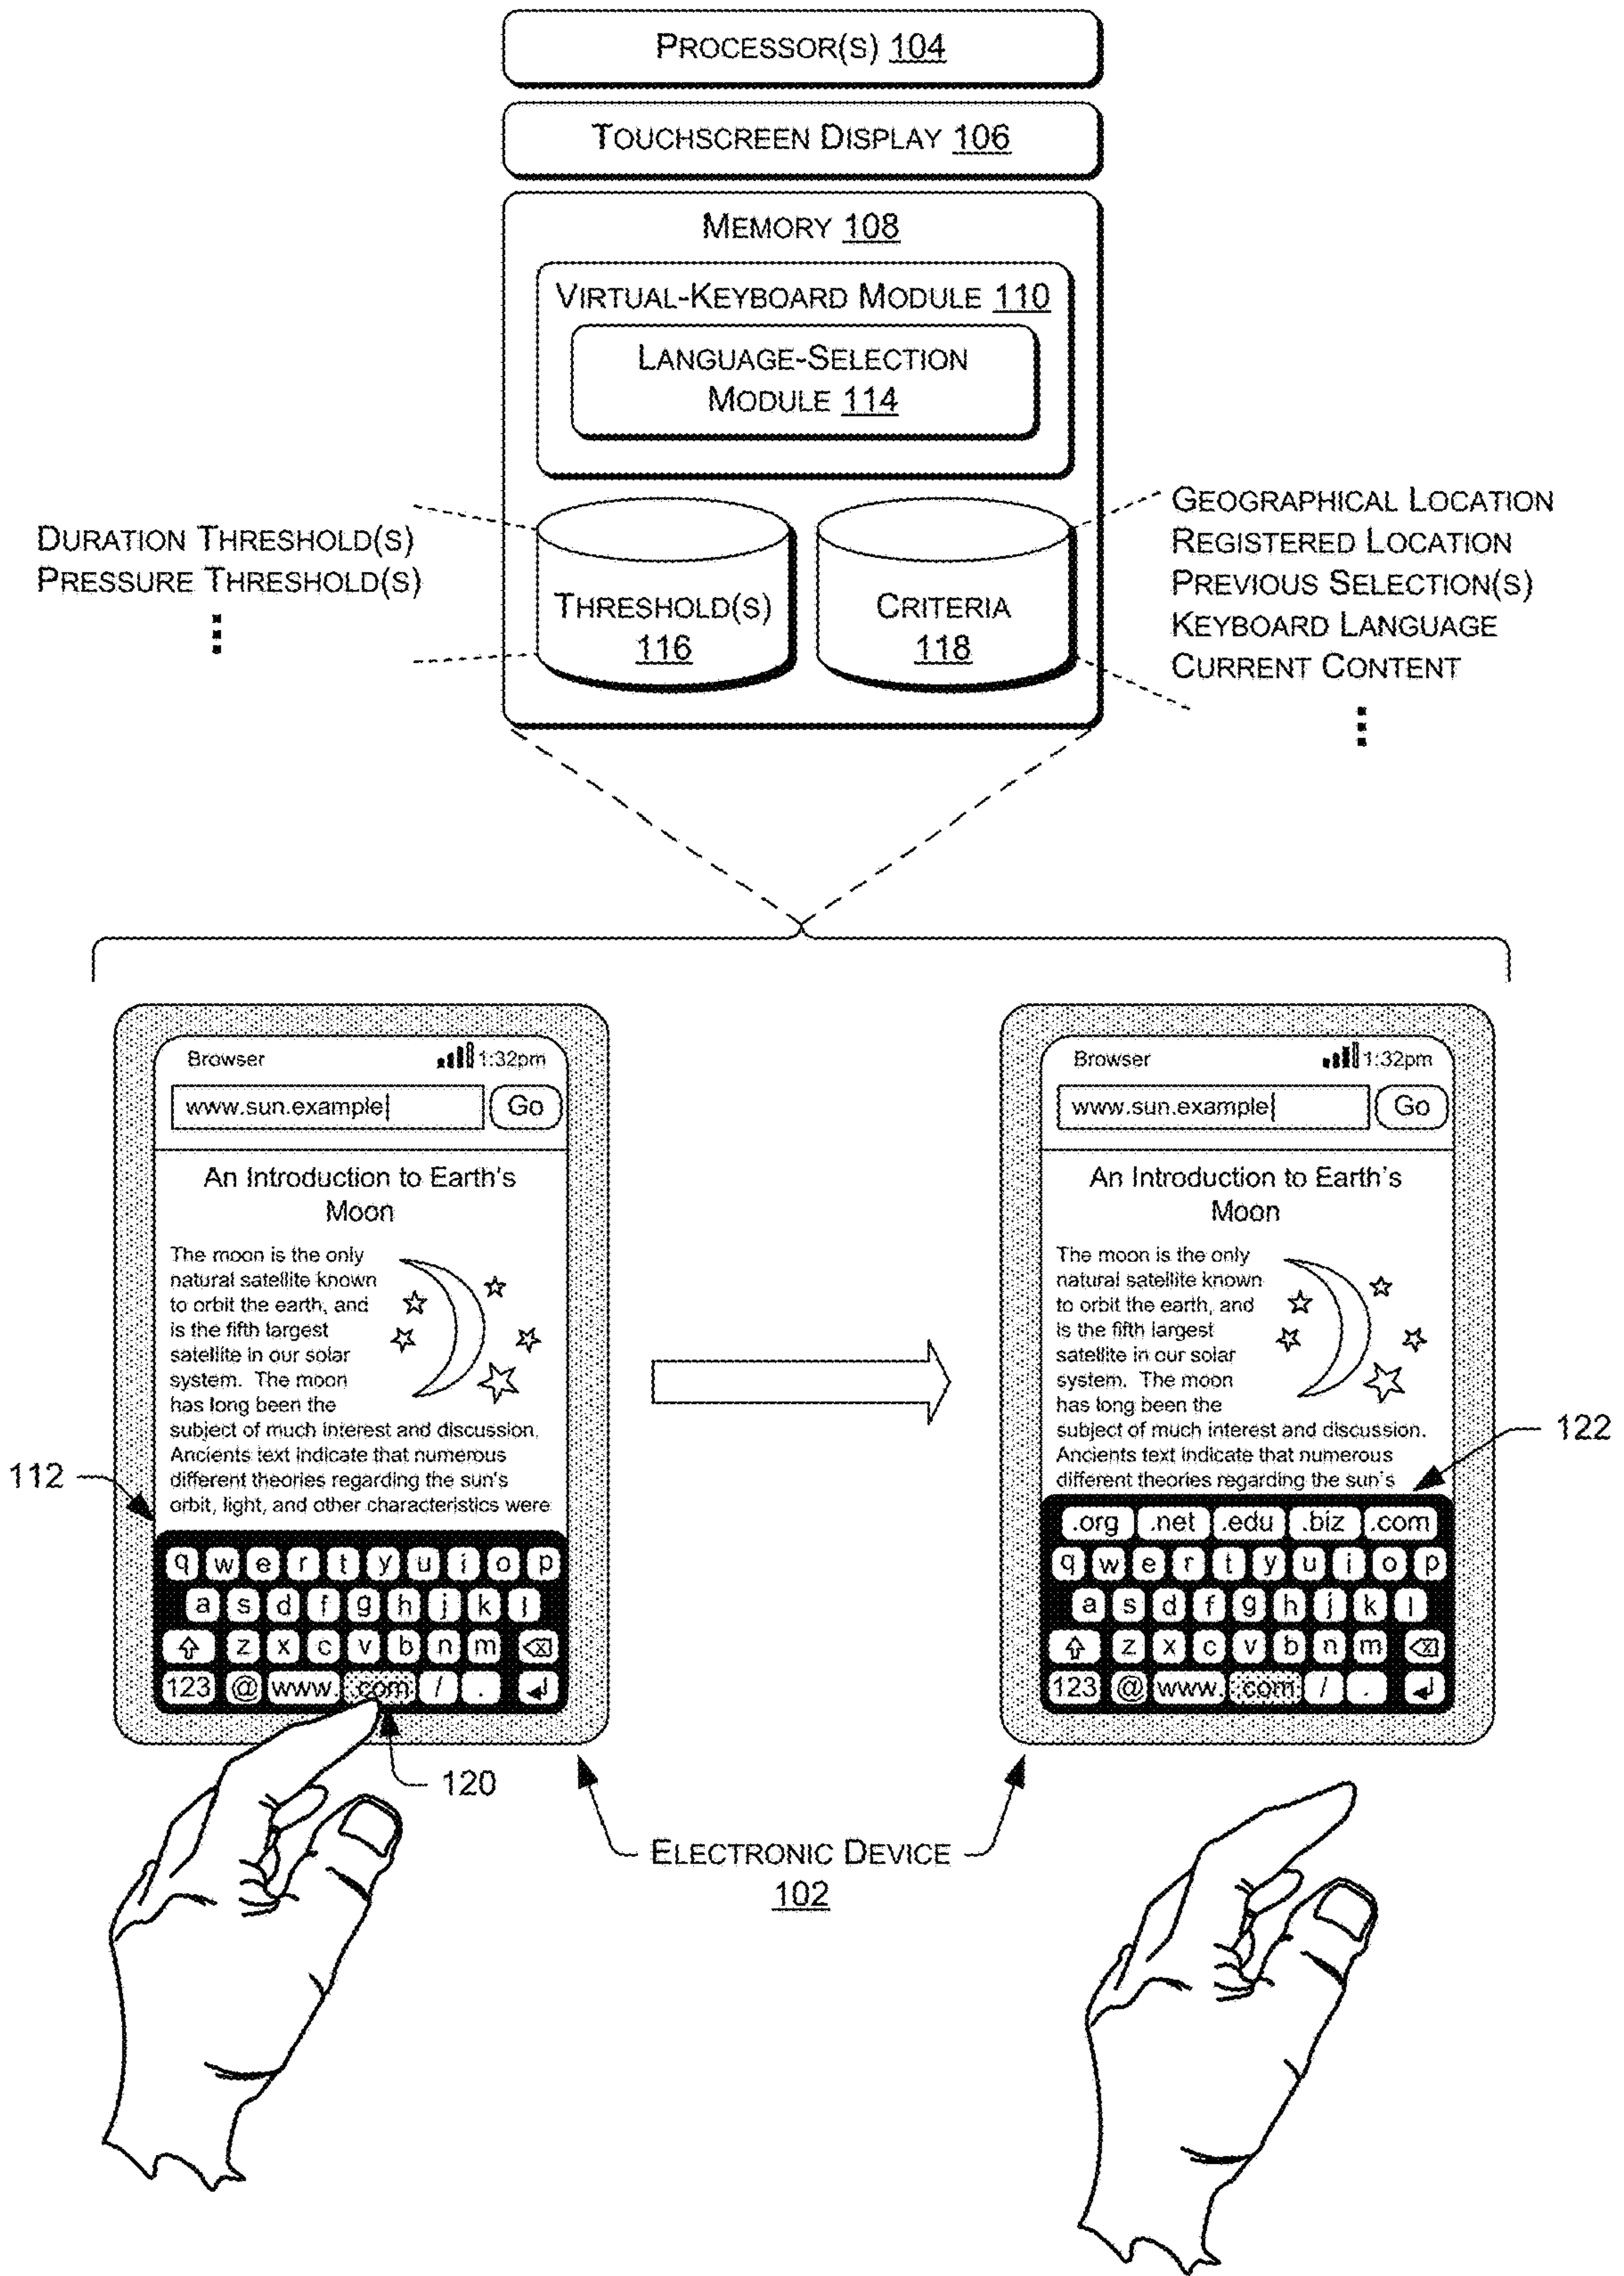 PROCESSOR(S) 104
TOUCHSCREEN DISPLAY 106
MEMORY 108
VIRTUAL-KEYBOARD MODULE 110
LANGUAGE-SELECTION
MODULE 114
DURATION THRESHOLD(S)
PRESSURE THRESHOLD(S)
THRESHOLD(S)
116
CRITERIA
118
GEOGRAPHICAL LOCATION
REGISTERED LOCATION
PREVIOUS SELECTION(S)
KEYBOARD LANGUAGE
CURRENT CONTENT
Browser 1:32pm
www.sun.example Go
An Introduction to Earth's
Moon
The moon is the only
natural satellite known
to orbit the earth, and
is the fifth largest
satellite in our solar
system. The moon
has long been the
subject of much interest and discussion.
Ancients text indicate that numerous
different theories regarding the sun's
orbit, light, and other characteristics were
112
q w e r t y u i o p
a s d f g h j k l
z x c v b n m
123 @ www. .com / .
120
Browser 1:32pm
www.sun.example Go
An Introduction to Earth's
Moon
The moon is the only
natural satellite known
to orbit the earth, and
is the fifth largest
satellite in our solar
system. The moon
has long been the
subject of much interest and discussion.
Ancients text indicate that numerous
different theories regarding the sun's
122
.org .net .edu .biz .com
q w e r t y u i o p
a s d f g h j k l
z x c v b n m
123 @ www. .com / .
ELECTRONIC DEVICE
102